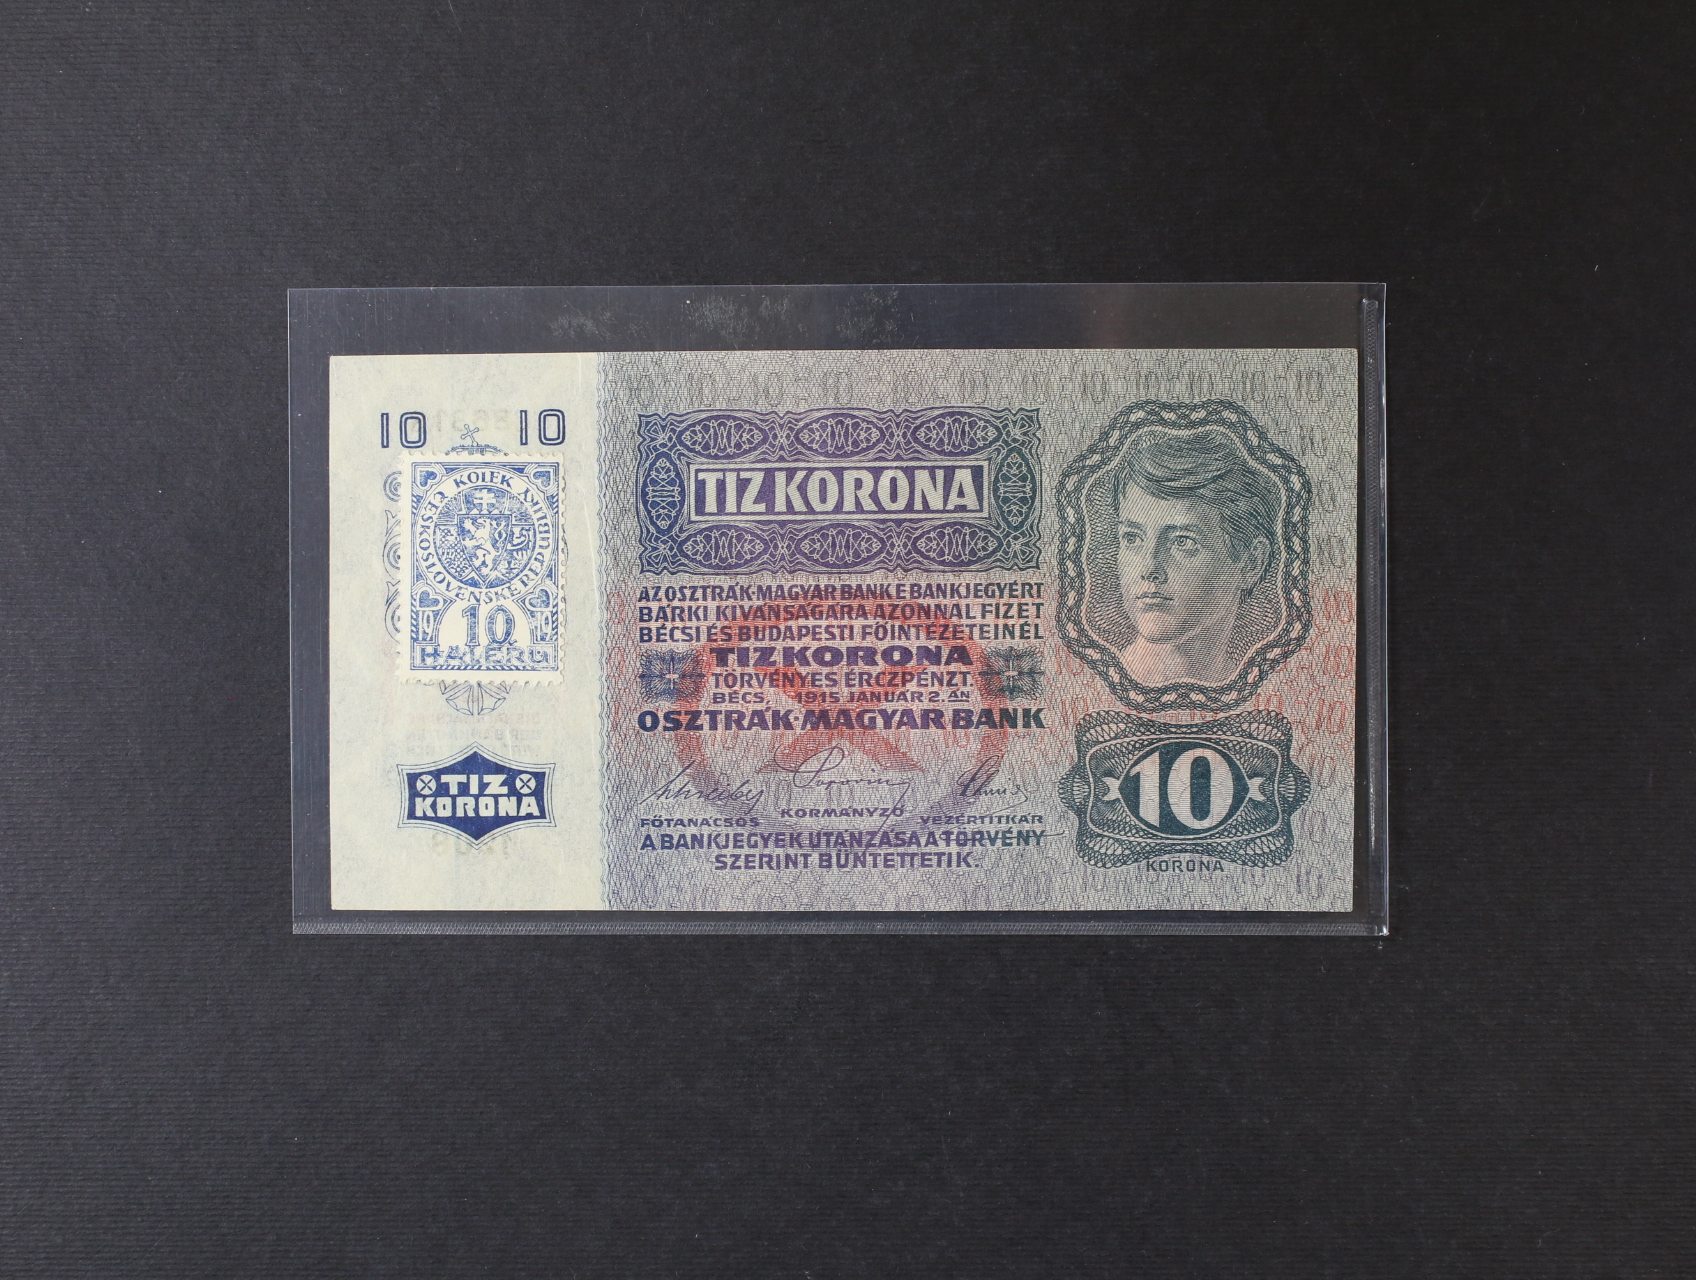 10 10
KOLEK ČESKOSLOVENSKÉ REPUBLIKY
19 10 19
HALÉŘŮ
TIZ
KORONA
TIZ KORONA
AZ OSZTRÁK-MAGYAR BANK E BANKJEGYÉRT
BÁRKI KIVÁNSÁGÁRA AZONNAL FIZET
BÉCSI ÉS BUDAPESTI FŐINTÉZETEINÉL
TIZ KORONA
TÖRVÉNYES ÉRCZPÉNZT.
BÉCS, 1915 JANUÁR 2. ÁN
OSZTRÁK-MAGYAR BANK
KORMÁNYZÓ
FŐTANÁCSOS VEZÉRTITKÁR
A BANKJEGYEK UTÁNZÁSA A TÖRVÉNY
SZERINT BÜNTETTETIK.
10
KORONA